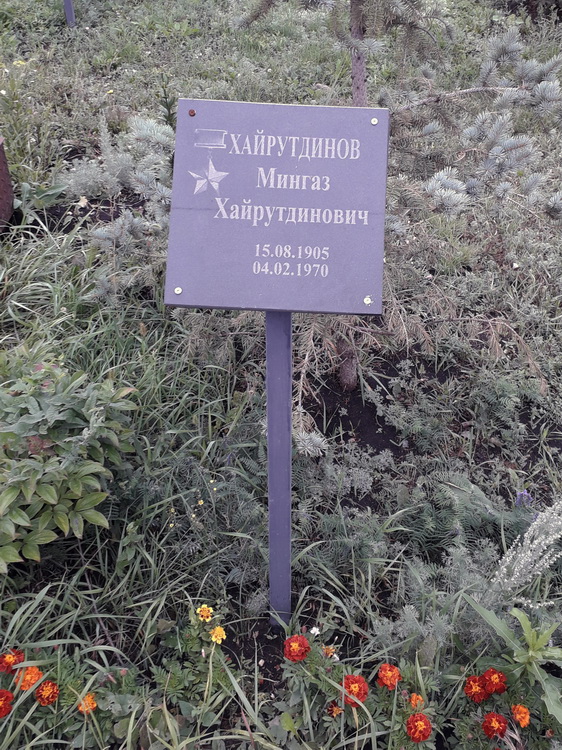 ХАЙРУТДИНОВ
Мингаз
Хайрутдинович
15.08.1905
04.02.1970